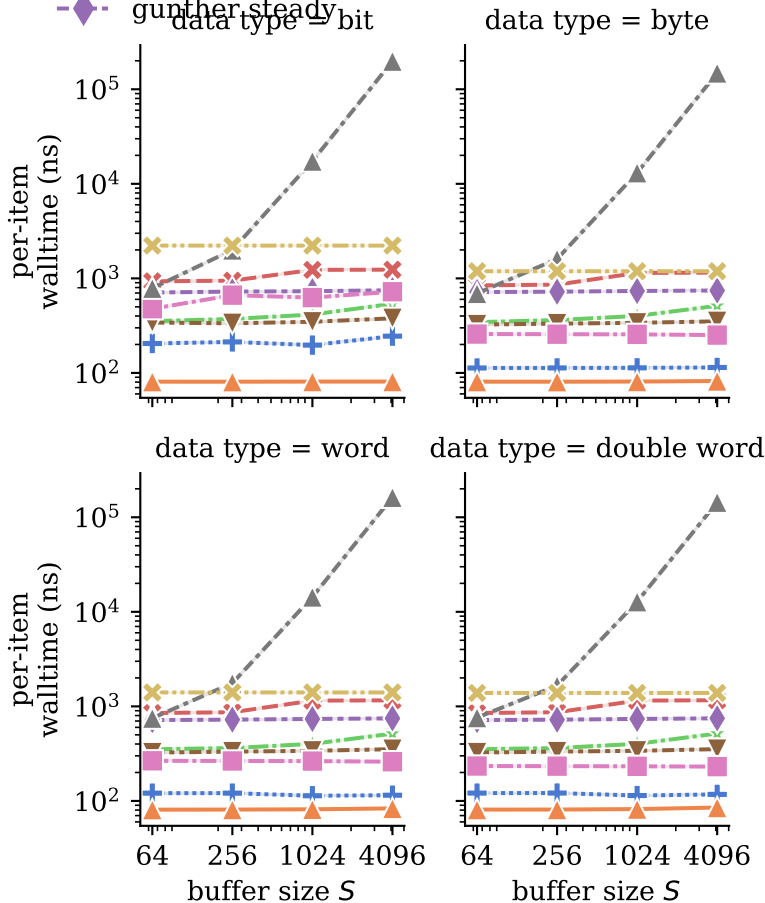 gunther steady
data type = bit
data type = byte
per-item
walltime (ns)
10^5
10^4
10^3
10^2
data type = word
data type = double word
per-item
walltime (ns)
10^5
10^4
10^3
10^2
64 256 1024 4096
64 256 1024 4096
buffer size S
buffer size S